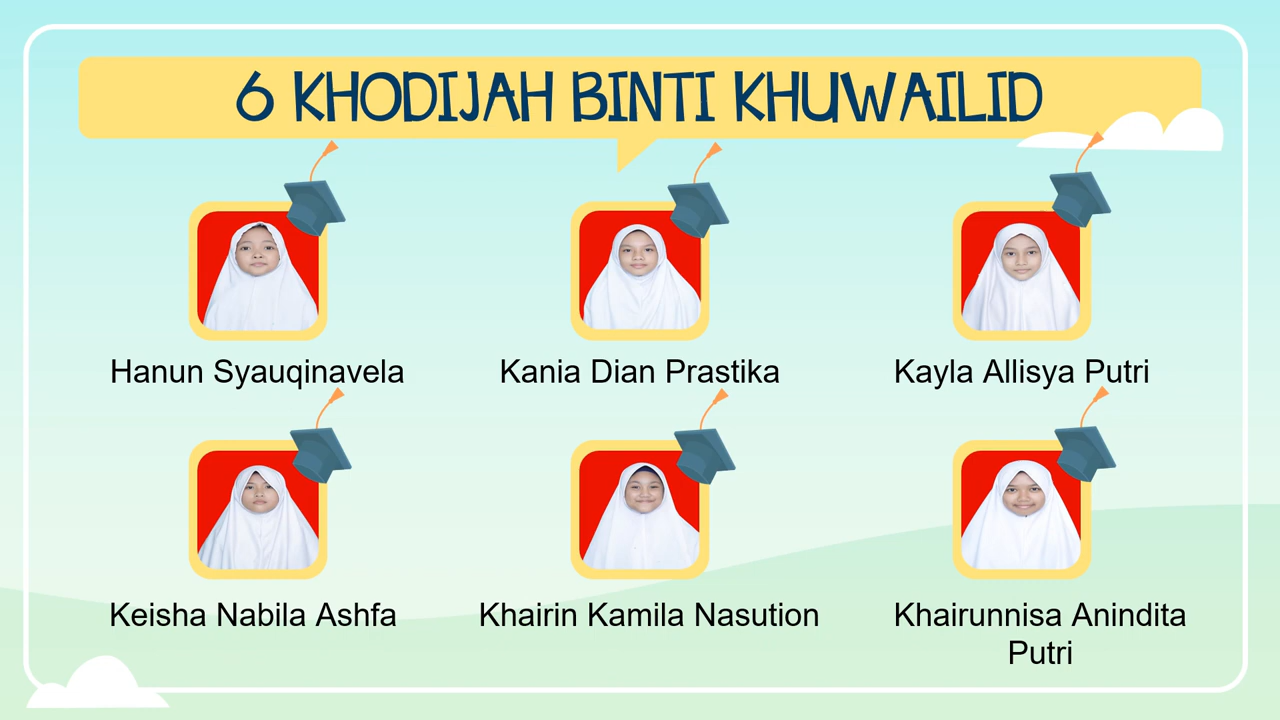 6 KHODIJAH BINTI KHUWAILID
Hanun Syauqinavela
Kania Dian Prastika
Kayla Allisya Putri
Keisha Nabila Ashfa
Khairin Kamila Nasution
Khairunnisa Anindita
Putri